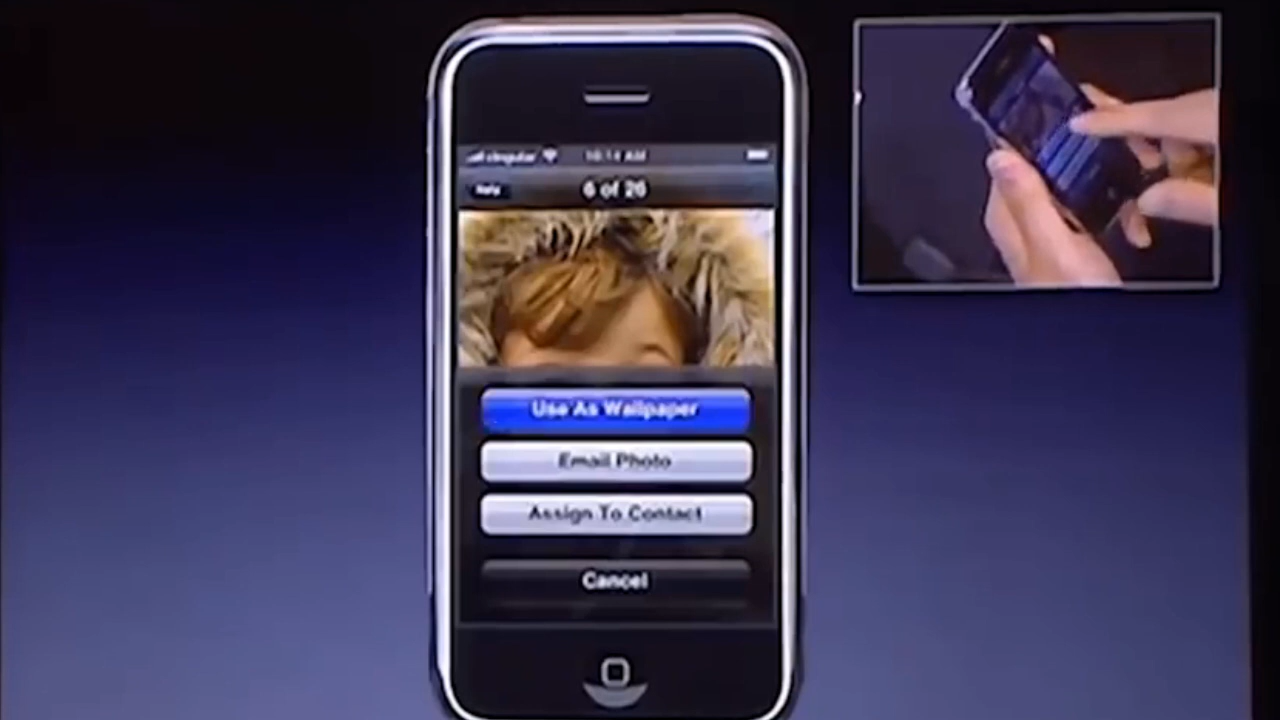 cingular 10:14 AM
6 of 26
Use As Wallpaper
Email Photo
Assign To Contact
Cancel